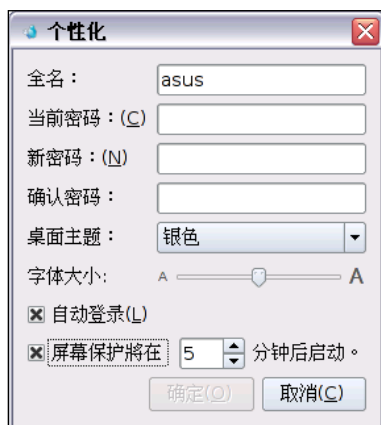 个性化
全名：
asus
当前密码：(C)
新密码：(N)
确认密码：
桌面主题：
银色
字体大小:
A A
自动登录(L)
屏幕保护將在 5 分钟后启动。
确定(O) 取消(C)